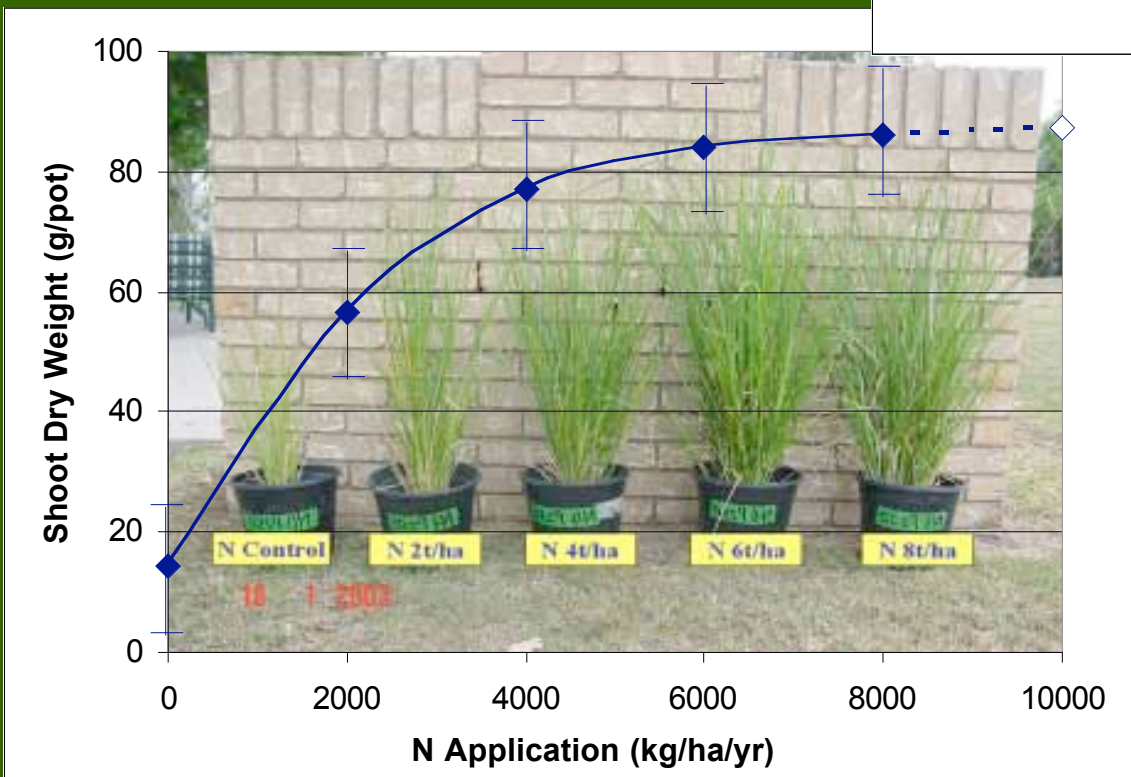 100
80
60
40
20
0
Shoot Dry Weight (g/pot)
N Control
N 2t/ha
N 4t/ha
N 6t/ha
N 8t/ha
0 2000 4000 6000 8000 10000
N Application (kg/ha/yr)